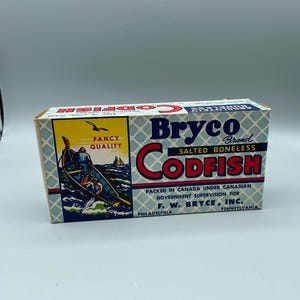 CODFISH
FANCY
QUALITY
Bryco
Brand
SALTED BONELESS
CODFISH
PACKED IN CANADA UNDER CANADIAN
GOVERNMENT SUPERVISION FOR
F. W. BRYCE, INC.
PHILADELPHIA PENNSYLVANIA